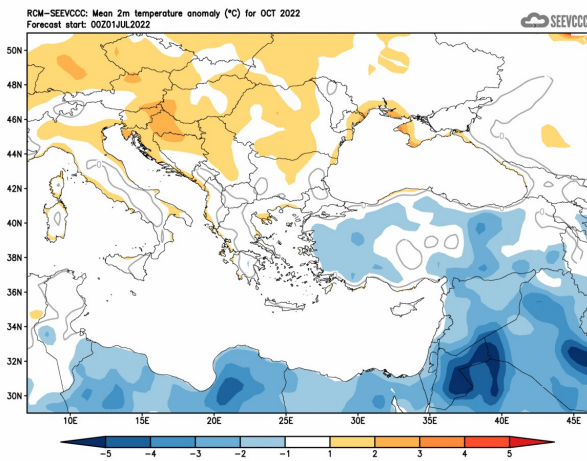 RCM-SEEVCCC: Mean 2m temperature anomaly (°C) for OCT 2022
Forecast start: 00Z01JUL2022
SEEVCCC
50N
48N
46N
44N
42N
40N
38N
36N
34N
32N
30N
10E 15E 20E 25E 30E 35E 40E 45E
-5 -4 -3 -2 -1 1 2 3 4 5